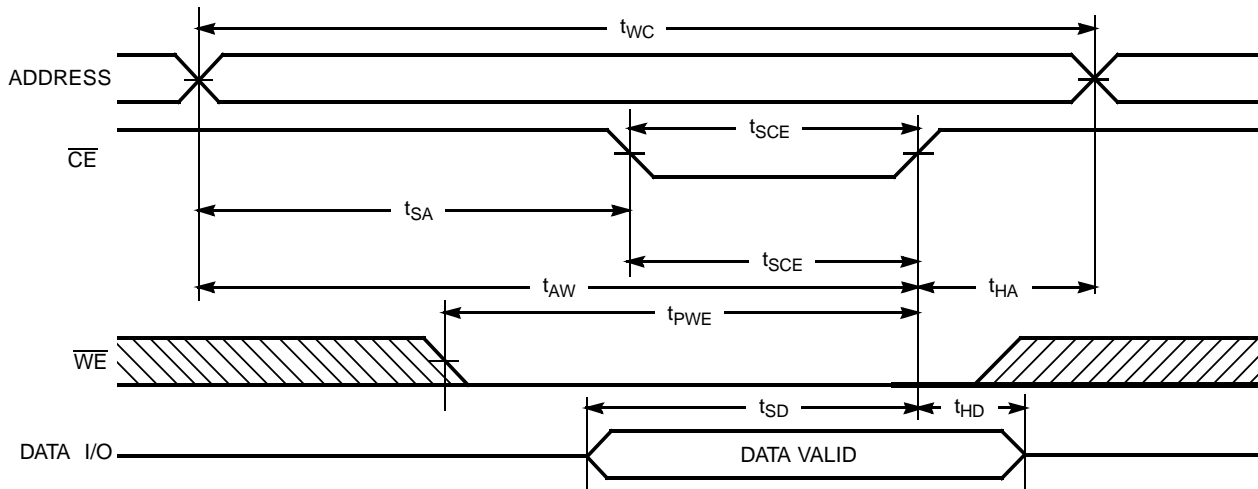 tWC
ADDRESS
tSCE
CE
tSA
tSCE
tAW
tHA
tPWE
WE
tSD
tHD
DATA I/O
DATA VALID